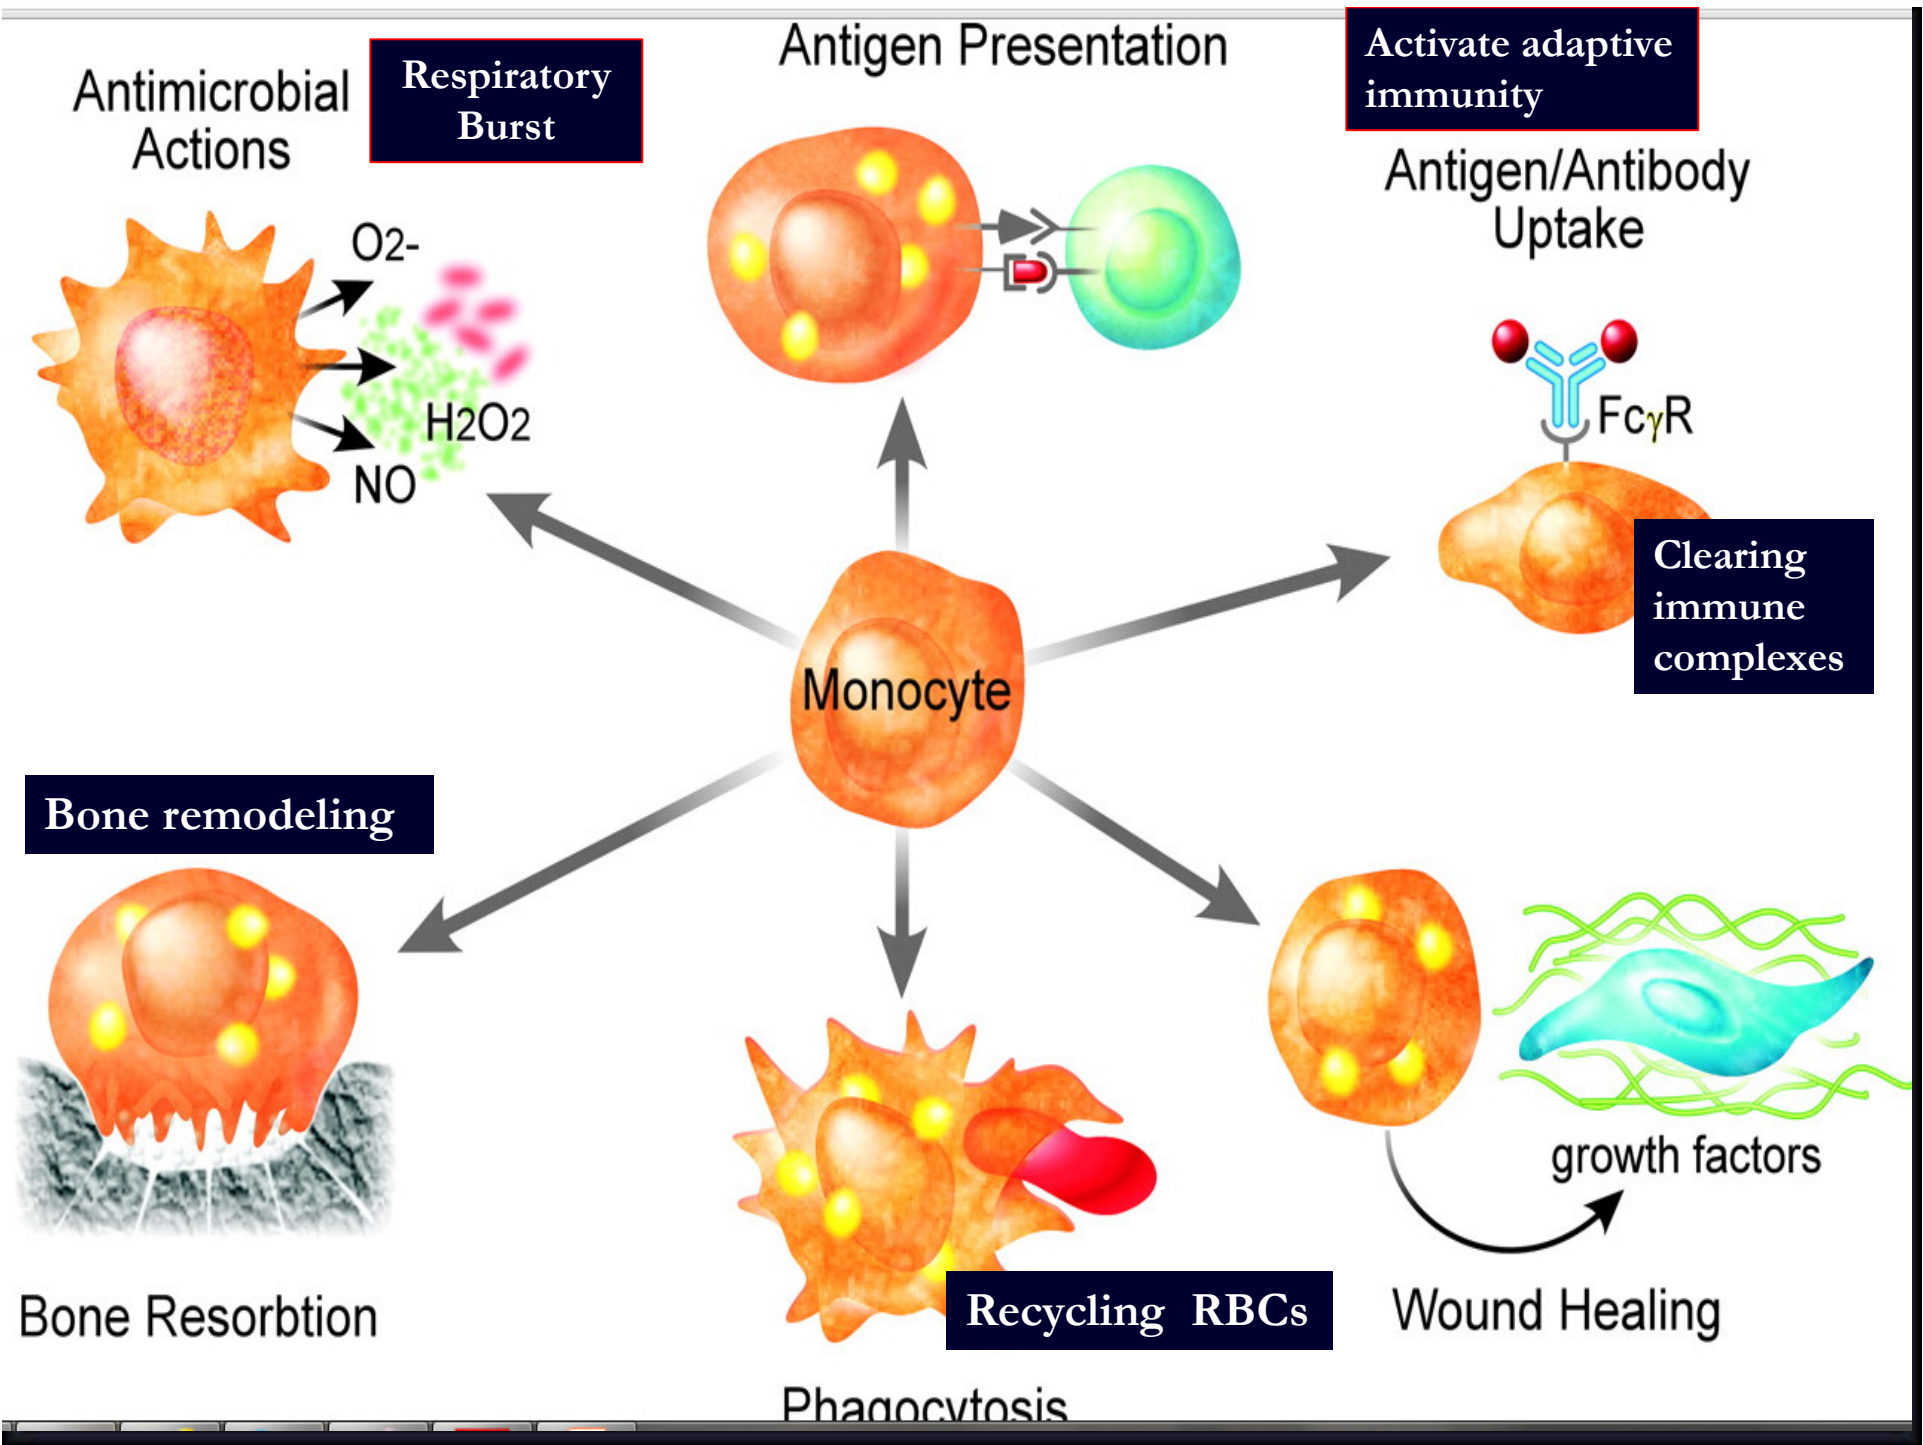 Antigen Presentation
Activate adaptive
immunity
Respiratory
Burst
Antimicrobial
Actions
Antigen/Antibody
Uptake
O2-
H2O2
NO
FcγR
Clearing
immune
complexes
Monocyte
Bone remodeling
growth factors
Bone Resorbtion
Recycling RBCs
Wound Healing
Phagocytosis